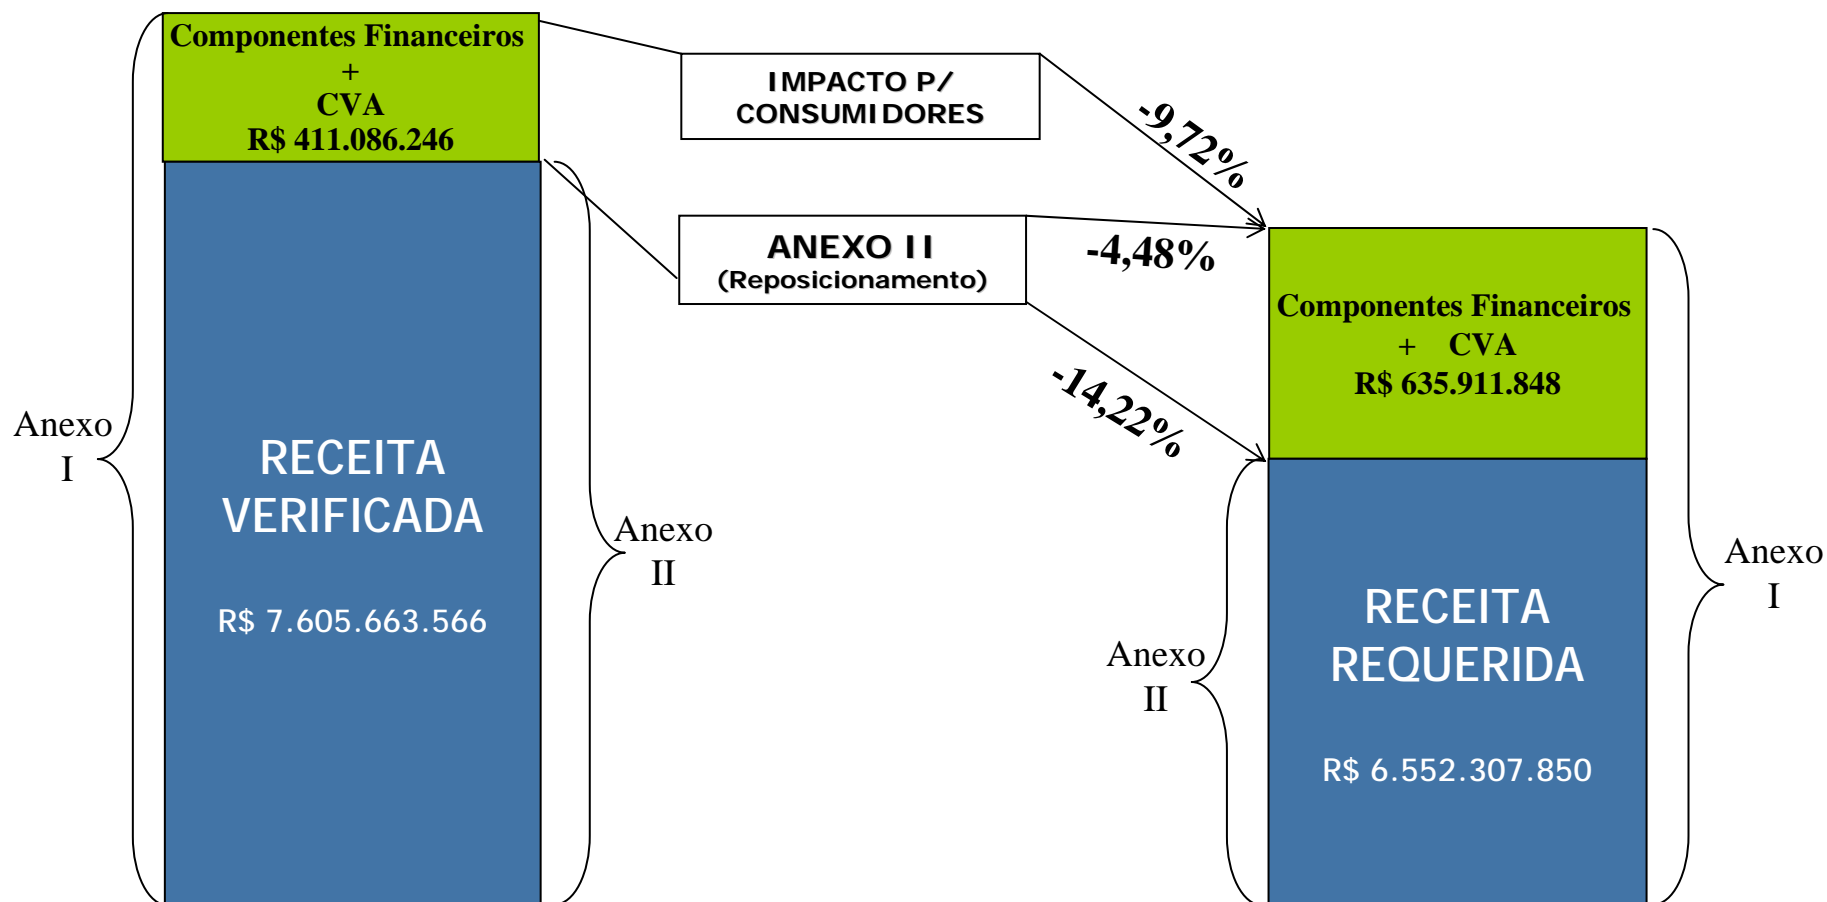 Componentes Financeiros
+
CVA
R$ 411.086.246
IMPACTO P/
CONSUMIDORES
-9,72%
ANEXO II
(Reposicionamento)
-4,48%
-14,22%
Componentes Financeiros
+ CVA
R$ 635.911.848
Anexo
I
RECEITA
VERIFICADA
R$ 7.605.663.566
Anexo
II
Anexo
II
RECEITA
REQUERIDA
R$ 6.552.307.850
Anexo
I